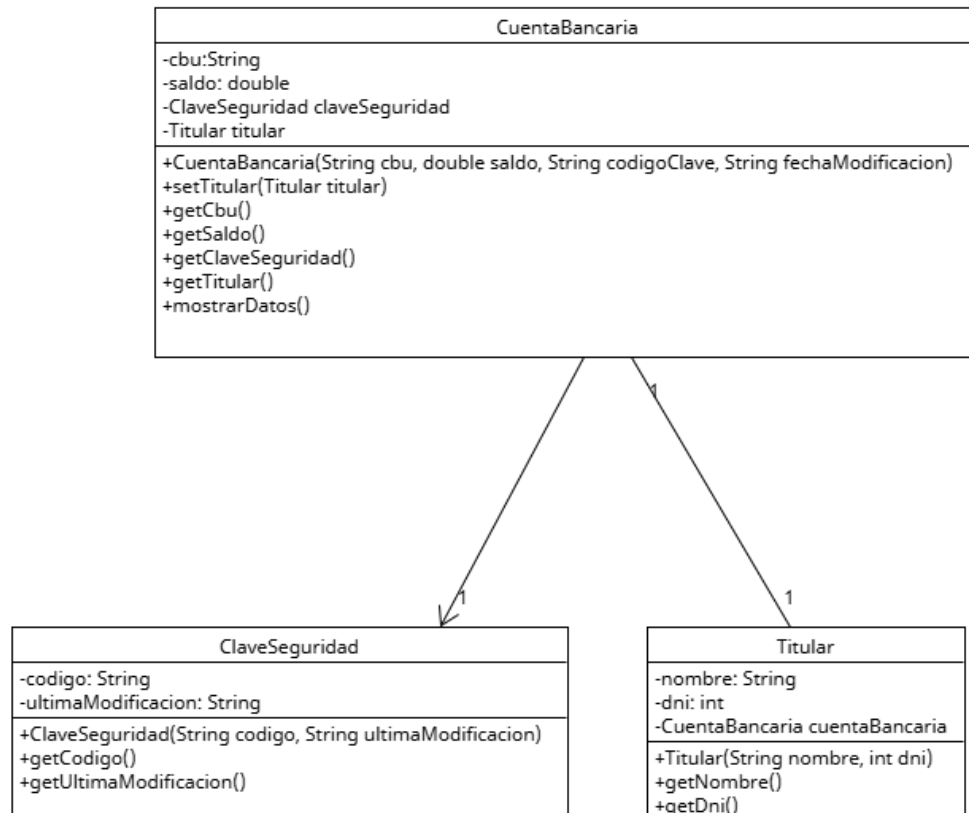 CuentaBancaria
-cbu:String
-saldo: double
-ClaveSeguridad claveSeguridad
-Titular titular
+CuentaBancaria(String cbu, double saldo, String codigoClave, String fechaModificacion)
+setTitular(Titular titular)
+getCbu()
+getSaldo()
+getClaveSeguridad()
+getTitular()
+mostrarDatos()
1
1
1
ClaveSeguridad
-codigo: String
-ultimaModificacion: String
+ClaveSeguridad(String codigo, String ultimaModificacion)
+getCodigo()
+getUltimaModificacion()
Titular
-nombre: String
-dni: int
-CuentaBancaria cuentaBancaria
+Titular(String nombre, int dni)
+getNombre()
+getDni()